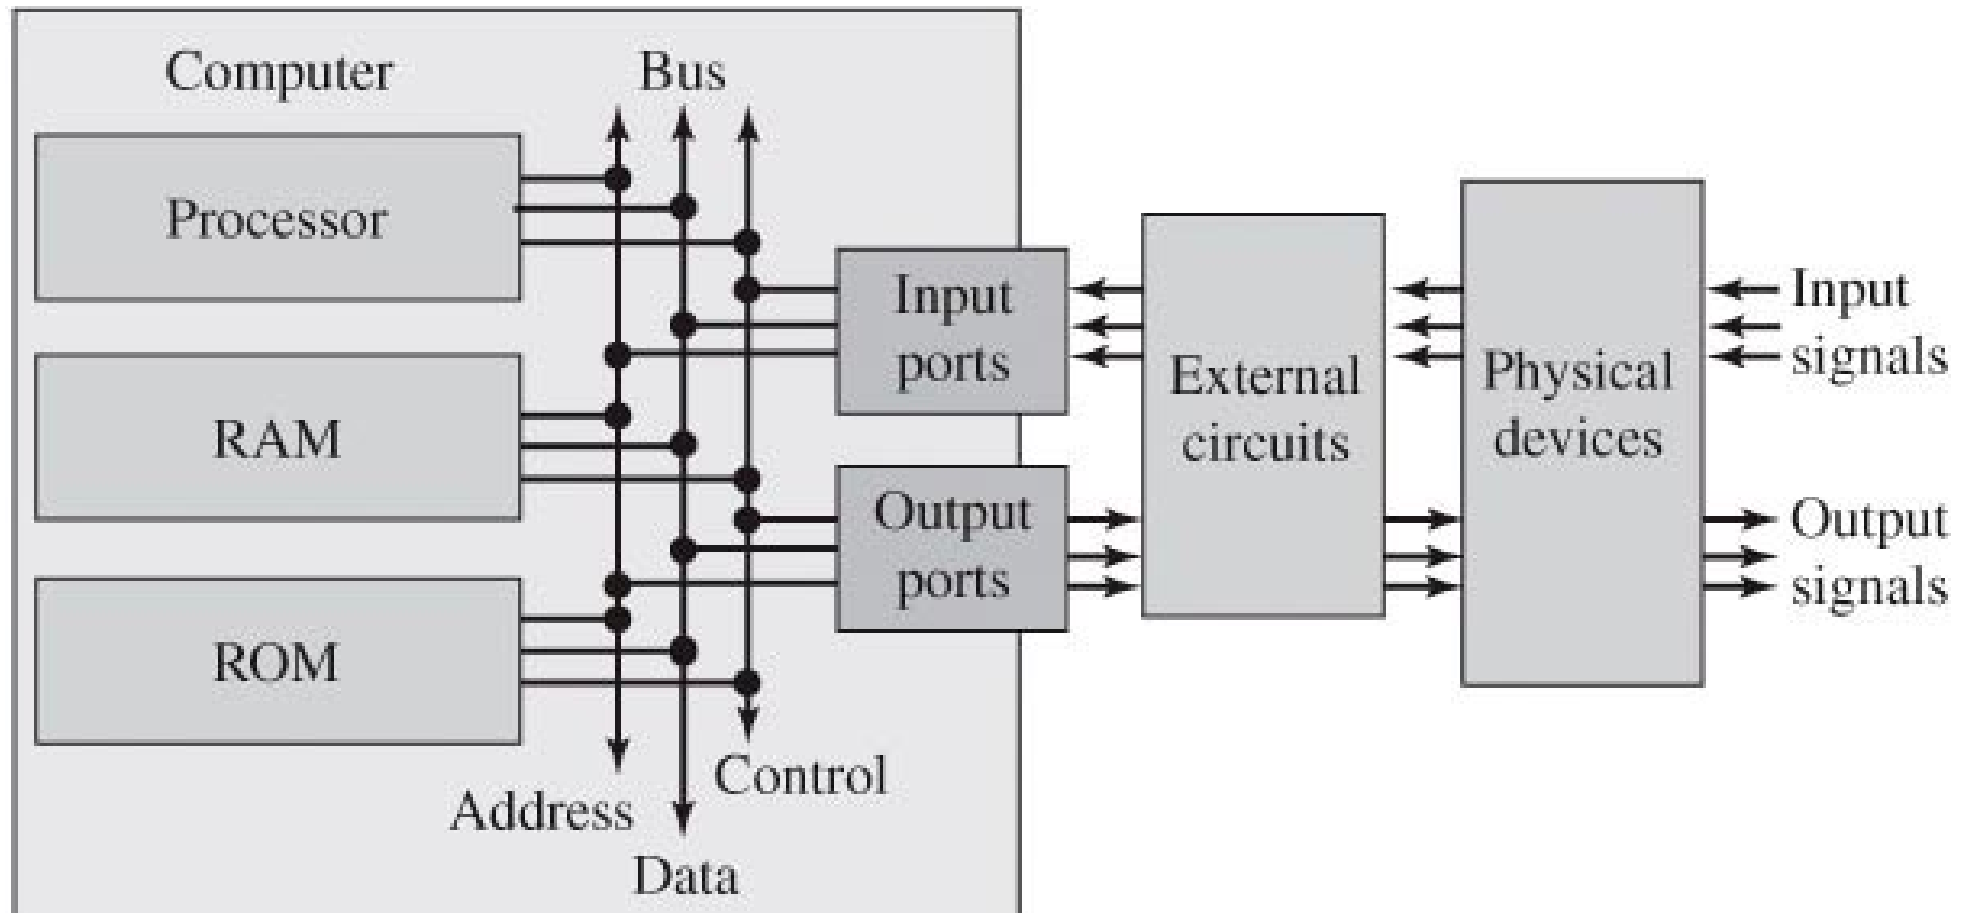 Computer
Bus
Processor
RAM
ROM
Address
Data
Control
Input
ports
Output
ports
External
circuits
Physical
devices
Input
signals
Output
signals